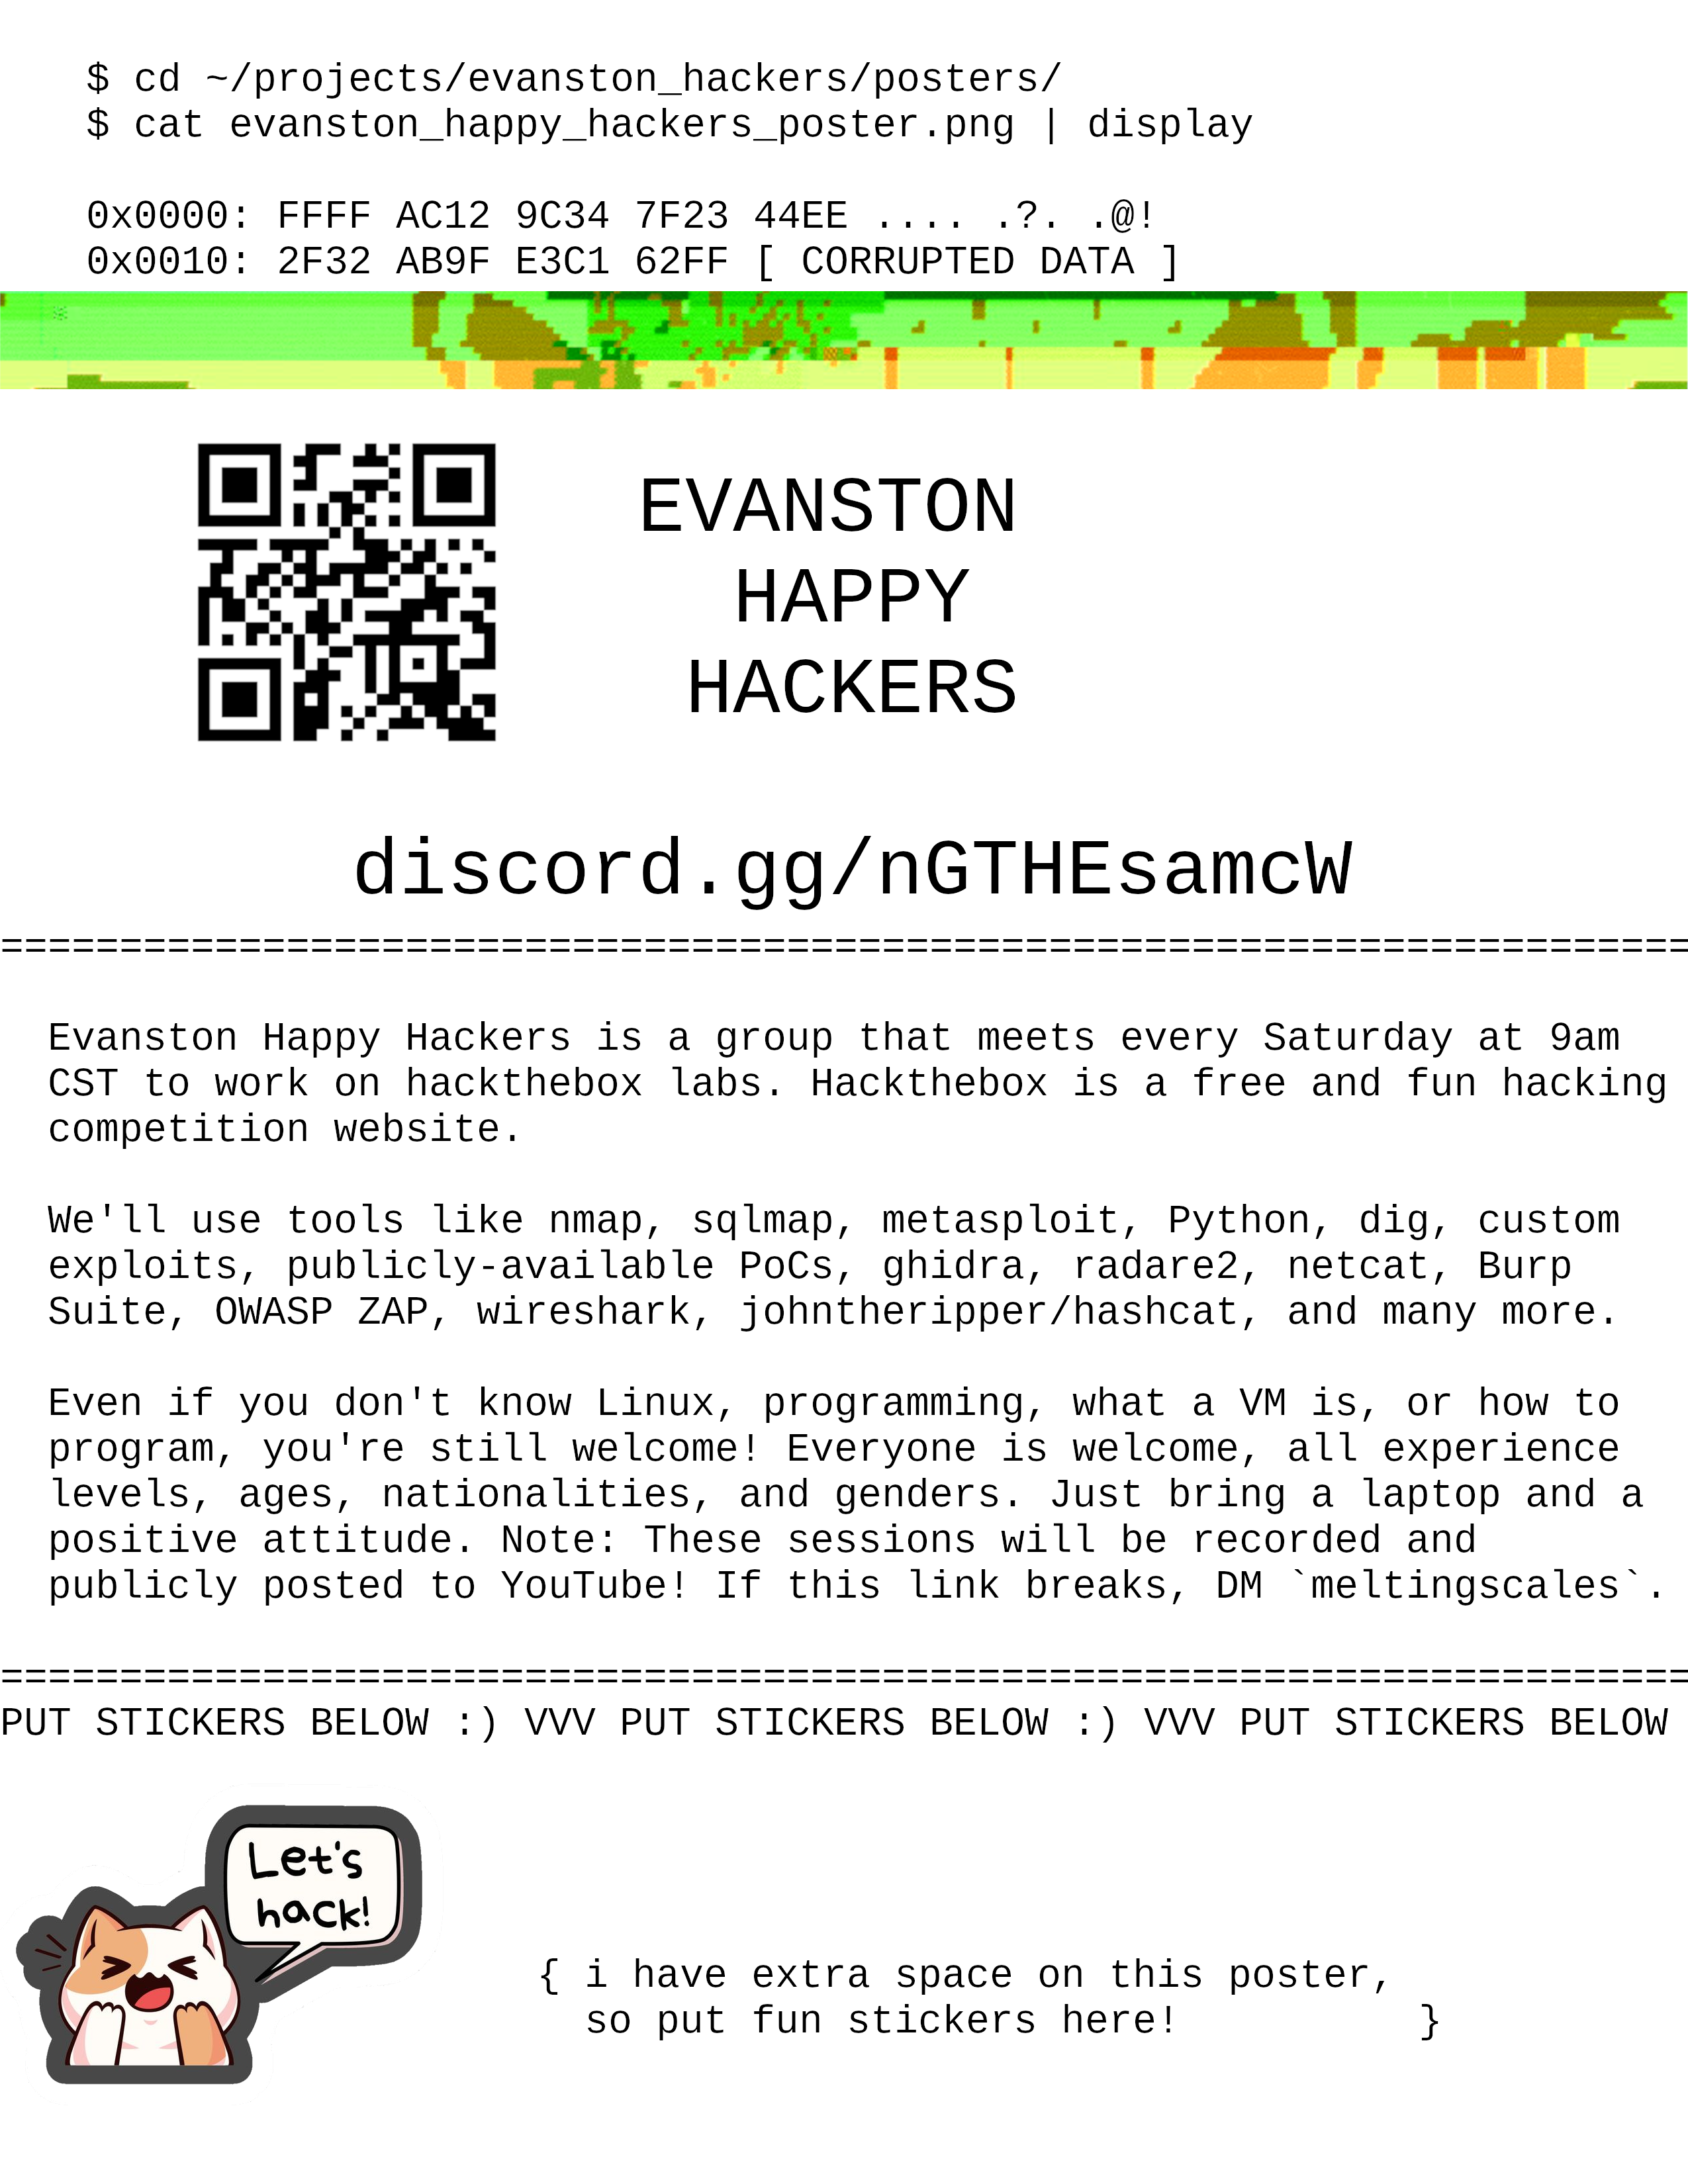 $ cd ~/projects/evanston_hackers/posters/
$ cat evanston_happy_hackers_poster.png | display
0x0000: FFFF AC12 9C34 7F23 44EE .... .?. .@!
0x0010: 2F32 AB9F E3C1 62FF [ CORRUPTED DATA ]
EVANSTON
HAPPY
HACKERS
discord.gg/nGTHEsamcW
=======================================================================
Evanston Happy Hackers is a group that meets every Saturday at 9am
CST to work on hackthebox labs. Hackthebox is a free and fun hacking
competition website.
We'll use tools like nmap, sqlmap, metasploit, Python, dig, custom
exploits, publicly-available PoCs, ghidra, radare2, netcat, Burp
Suite, OWASP ZAP, wireshark, johntheripper/hashcat, and many more.
Even if you don't know Linux, programming, what a VM is, or how to
program, you're still welcome! Everyone is welcome, all experience
levels, ages, nationalities, and genders. Just bring a laptop and a
positive attitude. Note: These sessions will be recorded and
publicly posted to YouTube! If this link breaks, DM `meltingscales`.
=======================================================================
PUT STICKERS BELOW :) VVV PUT STICKERS BELOW :) VVV PUT STICKERS BELOW
Let's
hack!
{ i have extra space on this poster,
so put fun stickers here! }